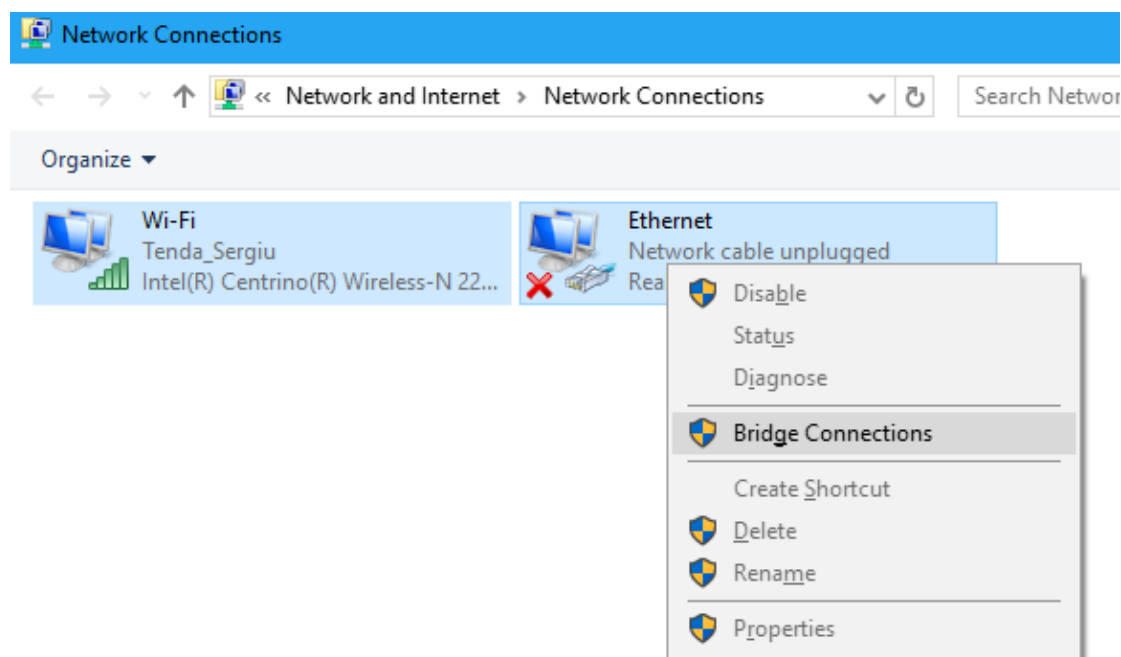 Network Connections
« Network and Internet > Network Connections
Search Networ
Organize
Wi-Fi
Tenda_Sergiu
Intel(R) Centrino(R) Wireless-N 22...
Ethernet
Network cable unplugged
Rea
Disable
Status
Diagnose
Bridge Connections
Create Shortcut
Delete
Rename
Properties